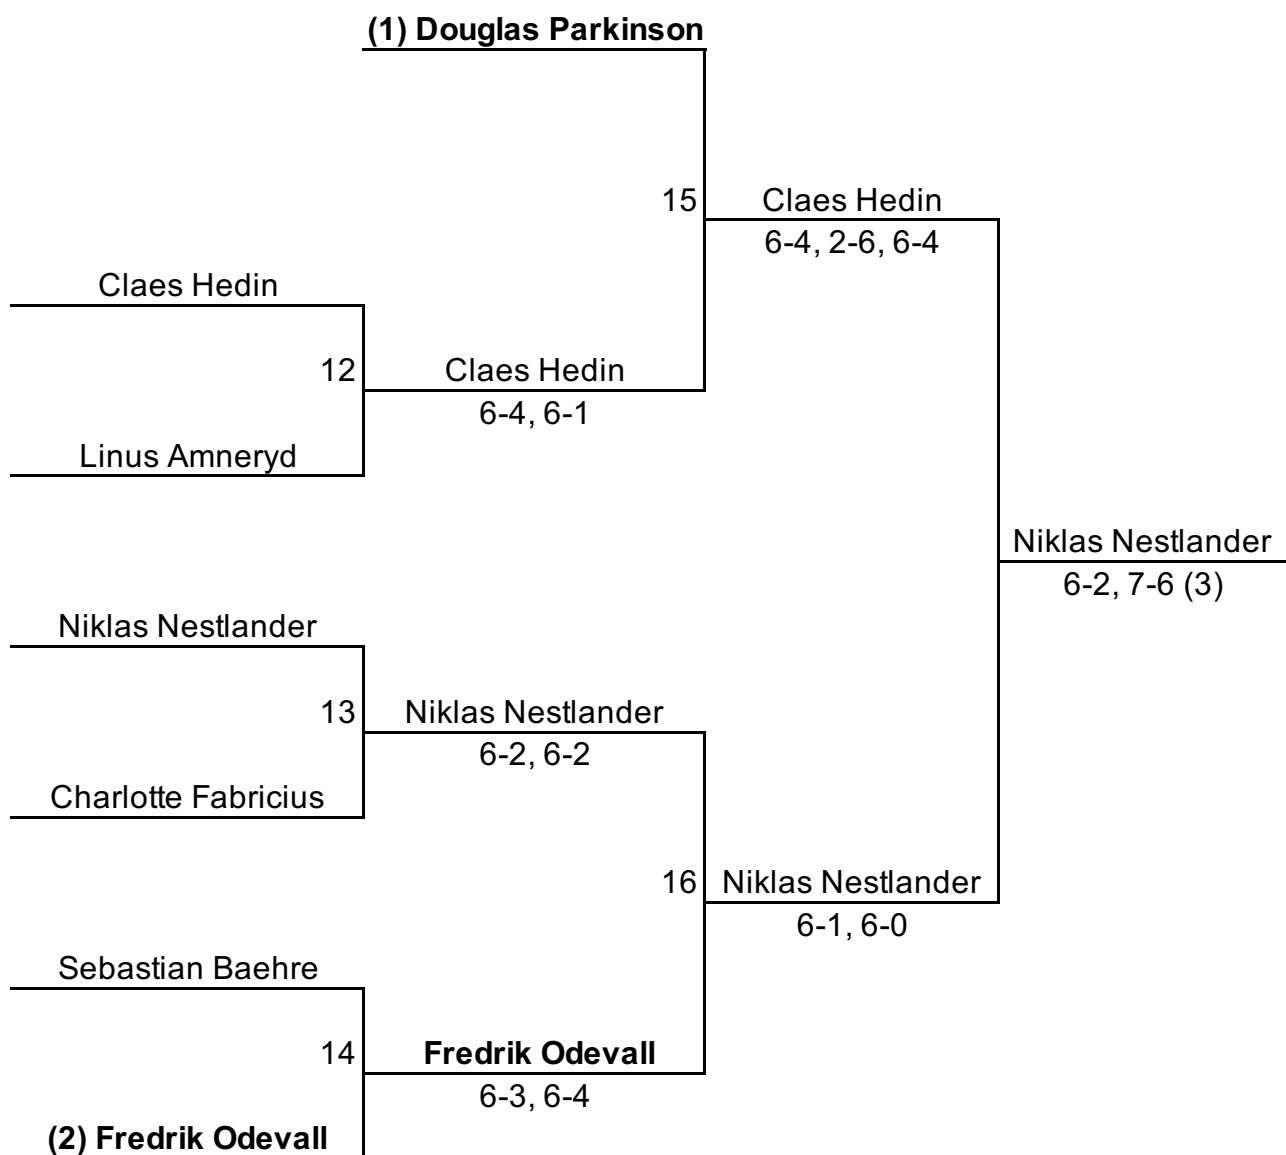 (1) Douglas Parkinson
15
Claes Hedin
6-4, 2-6, 6-4
Claes Hedin
12
Claes Hedin
6-4, 6-1
Linus Amneryd
Niklas Nestlander
6-2, 7-6 (3)
Niklas Nestlander
13
Niklas Nestlander
6-2, 6-2
Charlotte Fabricius
16
Niklas Nestlander
6-1, 6-0
Sebastian Baehre
14
Fredrik Odevall
6-3, 6-4
(2) Fredrik Odevall